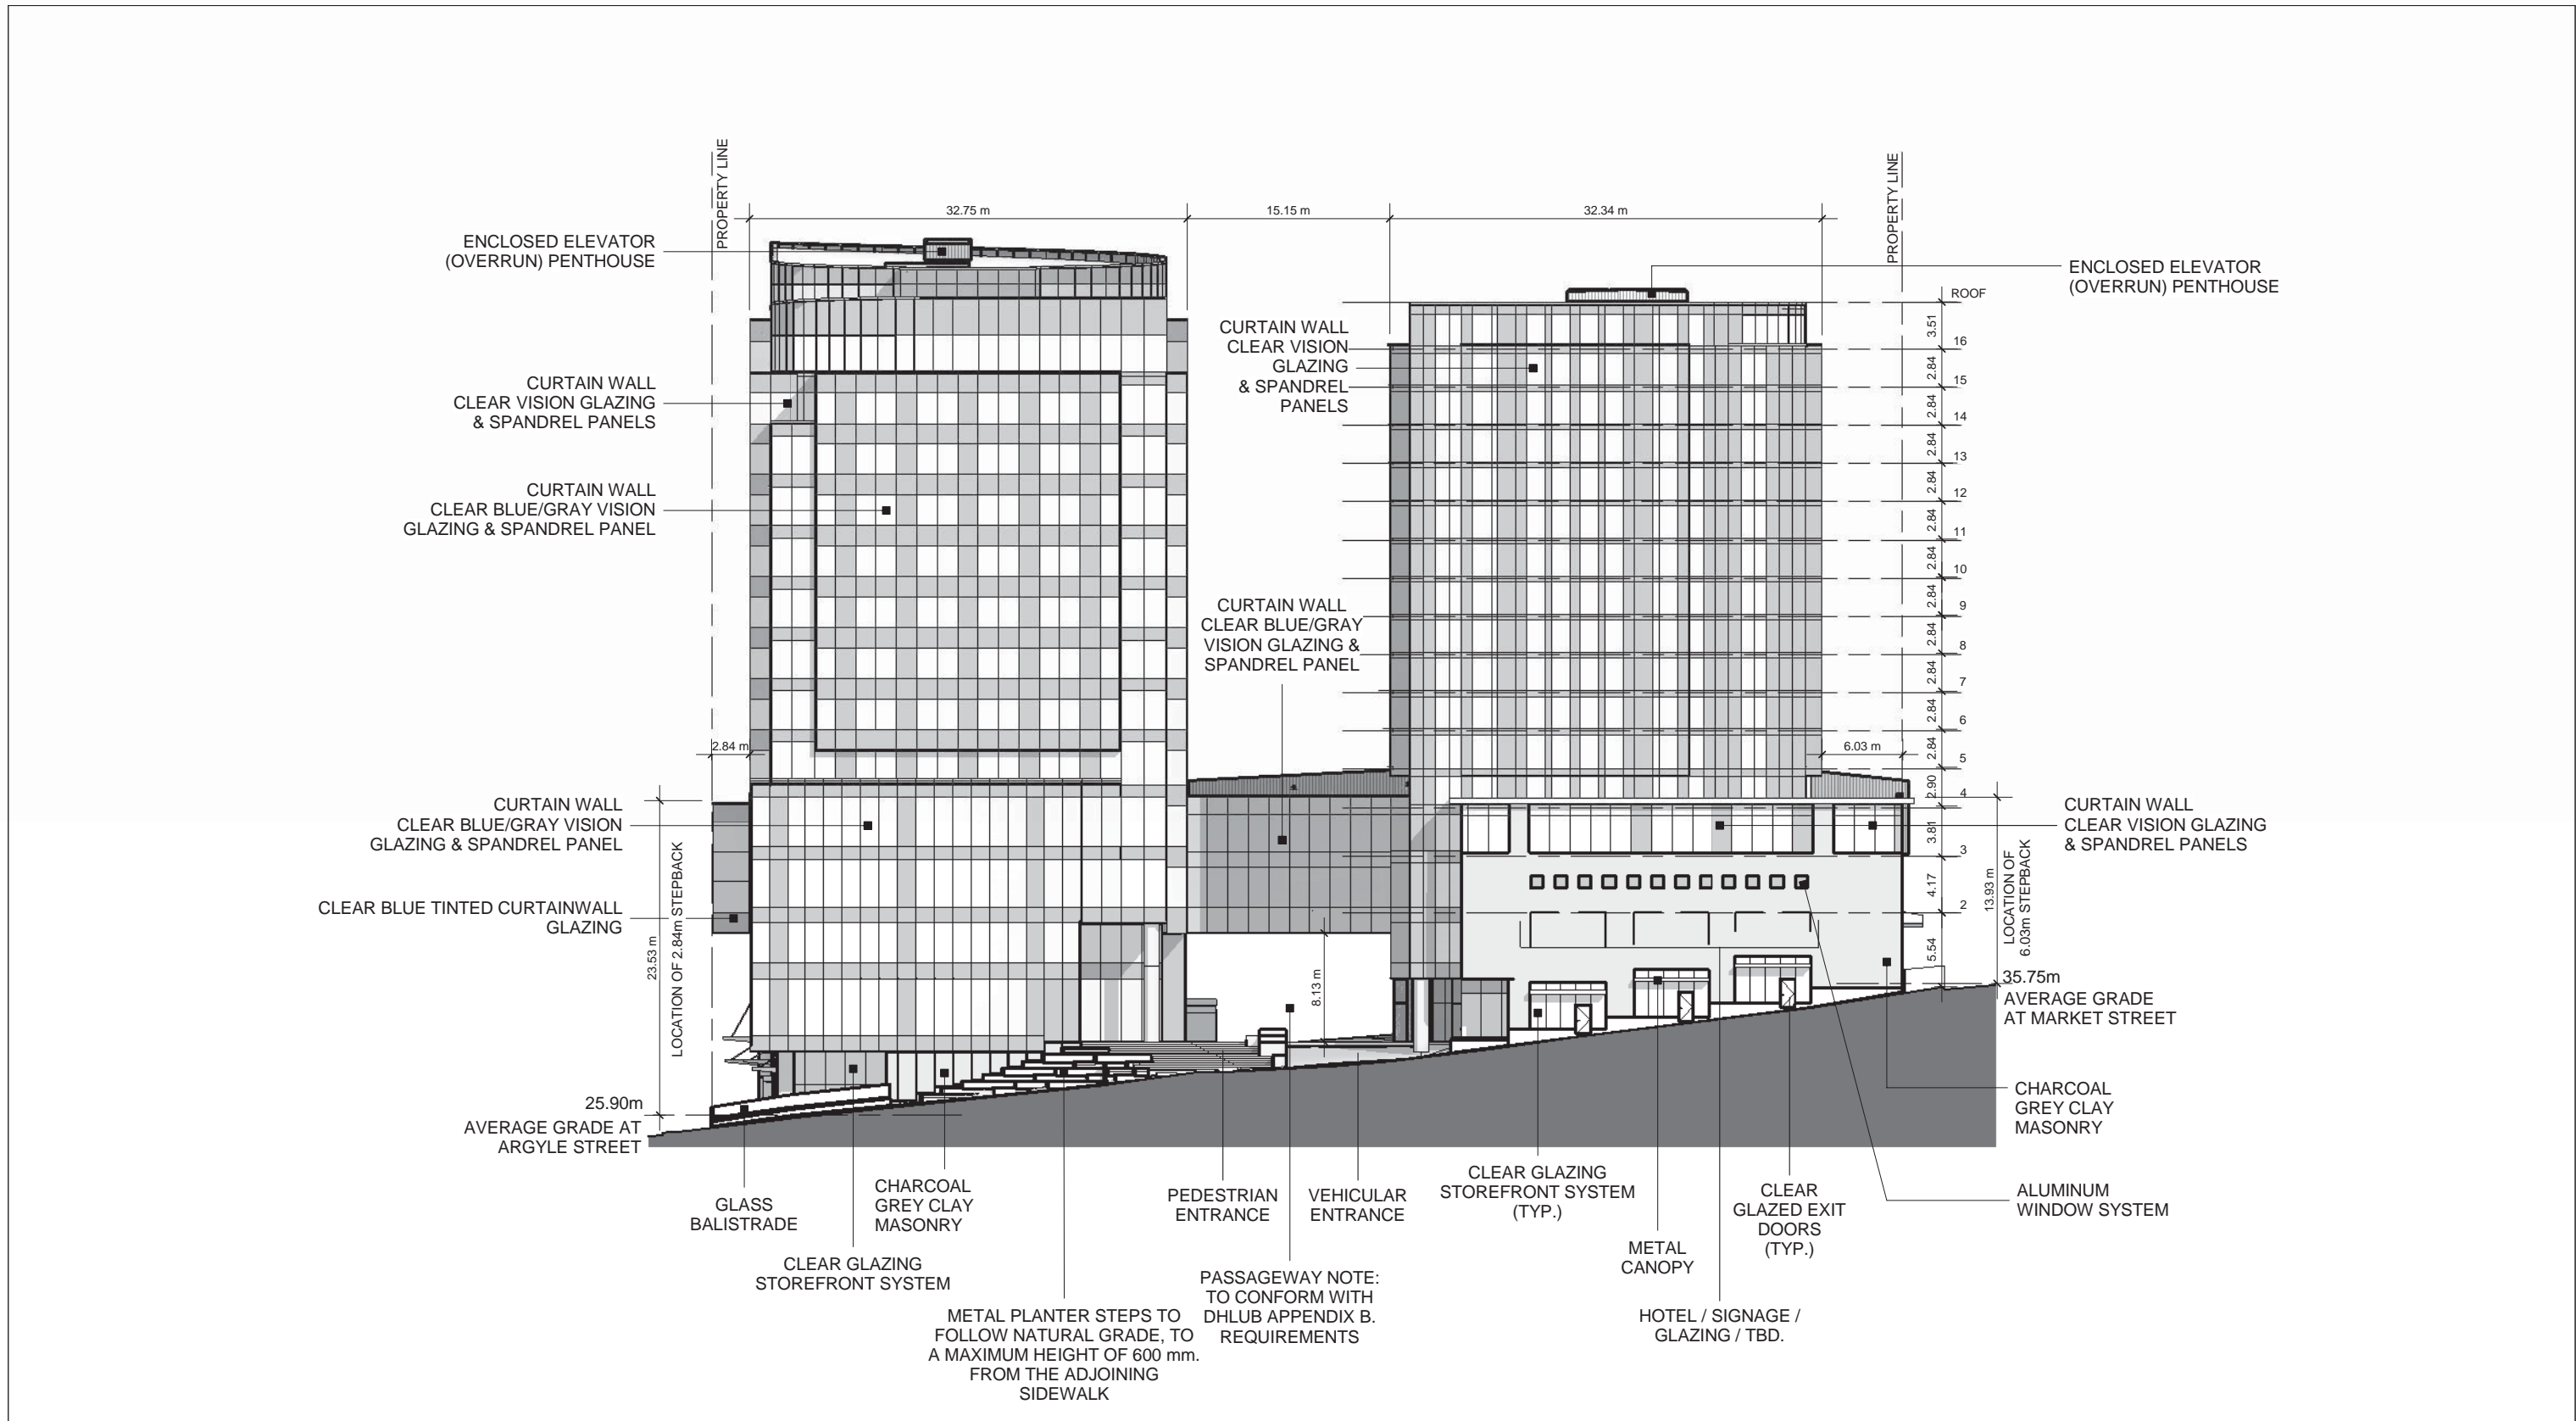 PROPERTY LINE
PROPERTY LINE
32.75 m
15.15 m
32.34 m
ENCLOSED ELEVATOR
(OVERRUN) PENTHOUSE
ENCLOSED ELEVATOR
(OVERRUN) PENTHOUSE
CURTAIN WALL
CLEAR VISION
GLAZING
& SPANDREL
PANELS
CURTAIN WALL
CLEAR VISION GLAZING
& SPANDREL PANELS
CURTAIN WALL
CLEAR BLUE/GRAY VISION
GLAZING & SPANDREL PANEL
CURTAIN WALL
CLEAR BLUE/GRAY
VISION GLAZING &
SPANDREL PANEL
ROOF
3.51
16
2.84
15
2.84
14
2.84
13
2.84
12
2.84
11
2.84
10
2.84
9
2.84
8
2.84
7
2.84
6
2.84
5
2.90
4
3.81
3
4.17
2
5.54
2.84 m
6.03 m
CURTAIN WALL
CLEAR BLUE/GRAY VISION
GLAZING & SPANDREL PANEL
CLEAR BLUE TINTED CURTAINWALL
GLAZING
23.53 m
LOCATION OF 2.84m STEPBACK
8.13 m
CURTAIN WALL
CLEAR VISION GLAZING
& SPANDREL PANELS
13.93 m
LOCATION OF
6.03m STEPBACK
35.75m
AVERAGE GRADE
AT MARKET STREET
25.90m
AVERAGE GRADE AT
ARGYLE STREET
CHARCOAL
GREY CLAY
MASONRY
ALUMINUM
WINDOW SYSTEM
GLASS
BALISTRADE
CHARCOAL
GREY CLAY
MASONRY
CLEAR GLAZING
STOREFRONT SYSTEM
METAL PLANTER STEPS TO
FOLLOW NATURAL GRADE, TO
A MAXIMUM HEIGHT OF 600 mm.
FROM THE ADJOINING
SIDEWALK
PEDESTRIAN
ENTRANCE
PASSAGEWAY NOTE:
TO CONFORM WITH
DHLUB APPENDIX B.
REQUIREMENTS
VEHICULAR
ENTRANCE
CLEAR GLAZING
STOREFRONT SYSTEM
(TYP.)
METAL
CANOPY
HOTEL / SIGNAGE /
GLAZING / TBD.
CLEAR
GLAZED EXIT
DOORS
(TYP.)